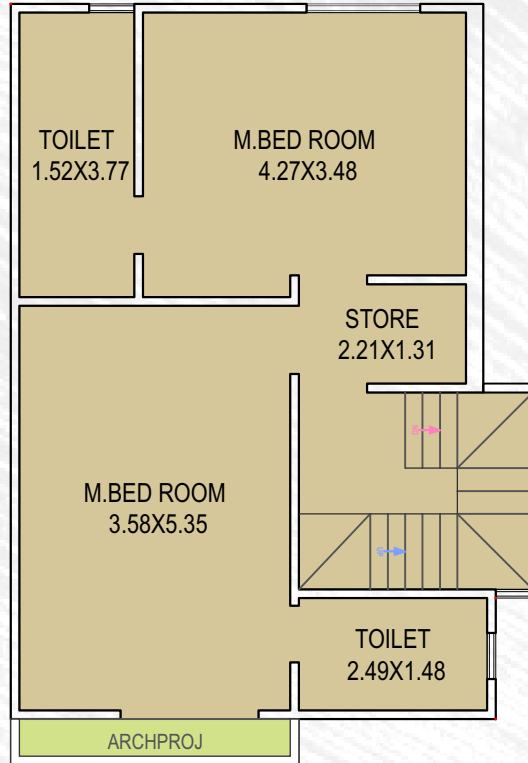 TOILET
1.52X3.77
M.BED ROOM
4.27X3.48
STORE
2.21X1.31
M.BED ROOM
3.58X5.35
TOILET
2.49X1.48
ARCHPROJ